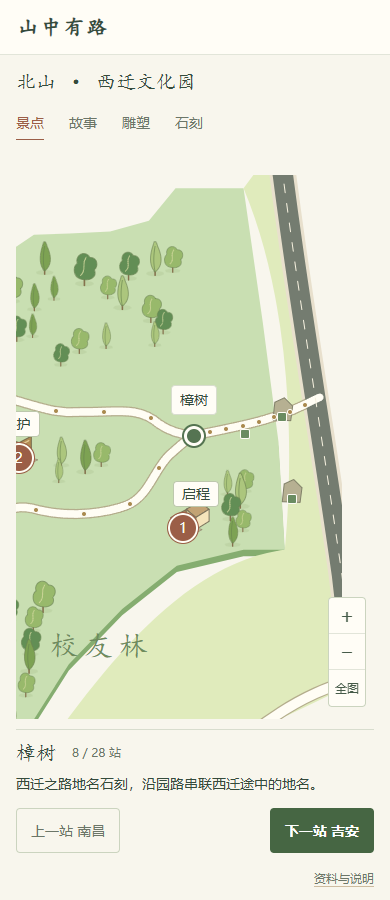 山中有路
北山 • 西迁文化园
景点 故事 雕塑 石刻
樟树
护
2
启程
1
校友林
+
−
全图
樟树 8 / 28 站
西迁之路地名石刻，沿园路串联西迁途中的地名。
上一站 南昌
下一站 吉安
资料与说明